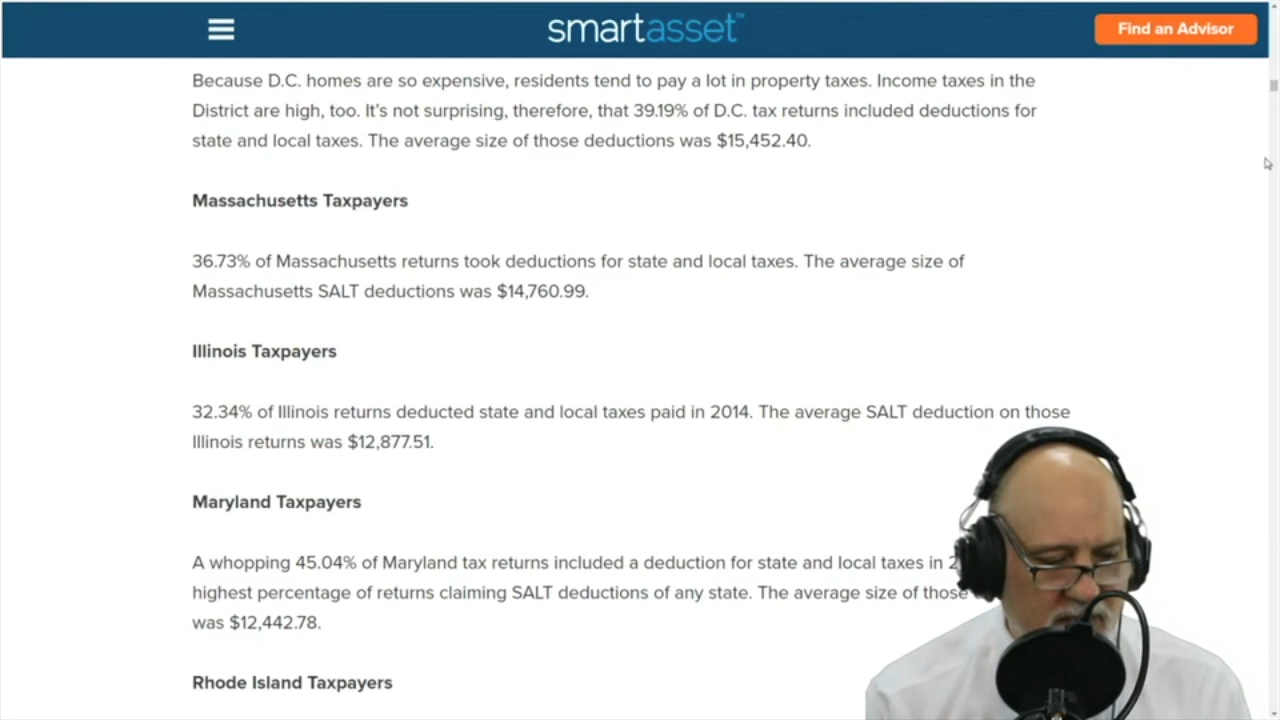 smartasset™
Find an Advisor
Because D.C. homes are so expensive, residents tend to pay a lot in property taxes. Income taxes in the
District are high, too. It's not surprising, therefore, that 39.19% of D.C. tax returns included deductions for
state and local taxes. The average size of those deductions was $15,452.40.
Massachusetts Taxpayers
36.73% of Massachusetts returns took deductions for state and local taxes. The average size of
Massachusetts SALT deductions was $14,760.99.
Illinois Taxpayers
32.34% of Illinois returns deducted state and local taxes paid in 2014. The average SALT deduction on those
Illinois returns was $12,877.51.
Maryland Taxpayers
A whopping 45.04% of Maryland tax returns included a deduction for state and local taxes in
highest percentage of returns claiming SALT deductions of any state. The average size of those
was $12,442.78.
Rhode Island Taxpayers